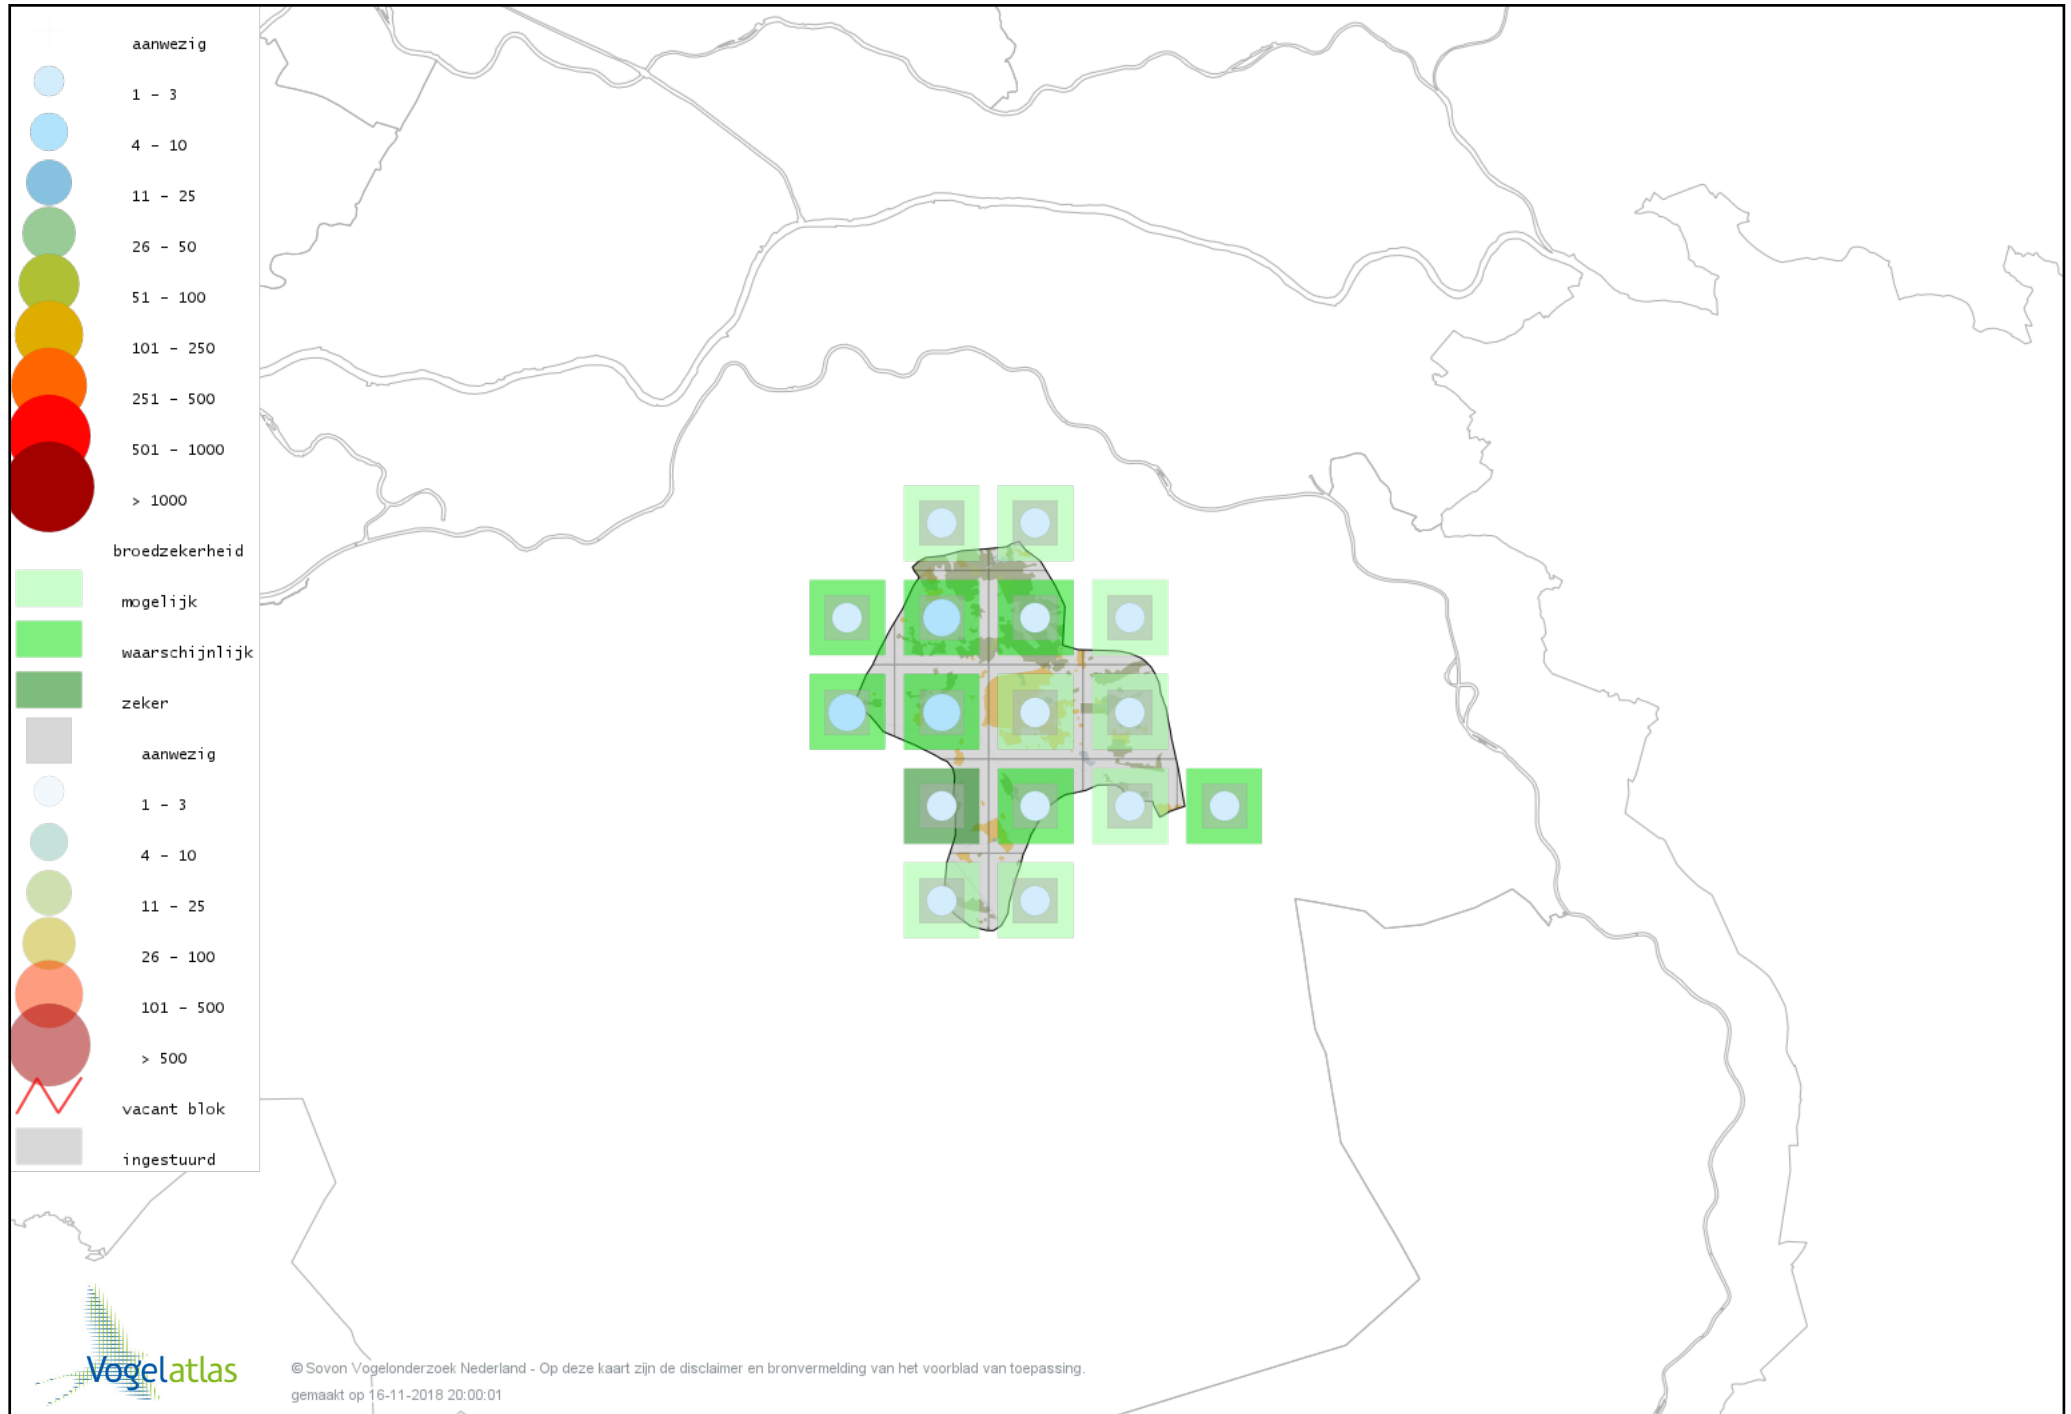 aanwezig
1 - 3
4 - 10
11 - 25
26 - 50
51 - 100
101 - 250
251 - 500
501 - 1000
> 1000
broedzekerheid
mogelijk
waarschijnlijk
zeker
aanwezig
1 - 3
4 - 10
11 - 25
26 - 100
101 - 500
> 500
vacant blok
ingestuurd
Vogelatlas
© Sovon Vogelonderzoek Nederland - Op deze kaart zijn de disclaimer en bronvermelding van het voorblad van toepassing.
gemaakt op 16-11-2018 20:00:01